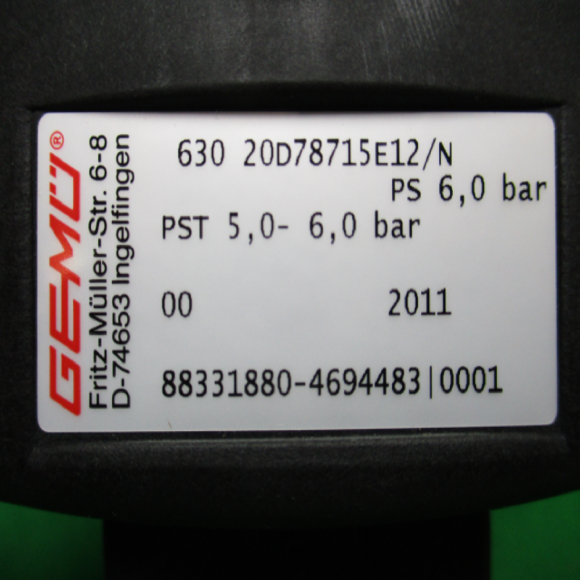 GEMÜ®
Fritz-Müller-Str. 6-8
D-74653 Ingelfingen
630 20D78715E12/N
PS 6,0 bar
PST 5,0- 6,0 bar
00 2011
88331880-4694483|0001